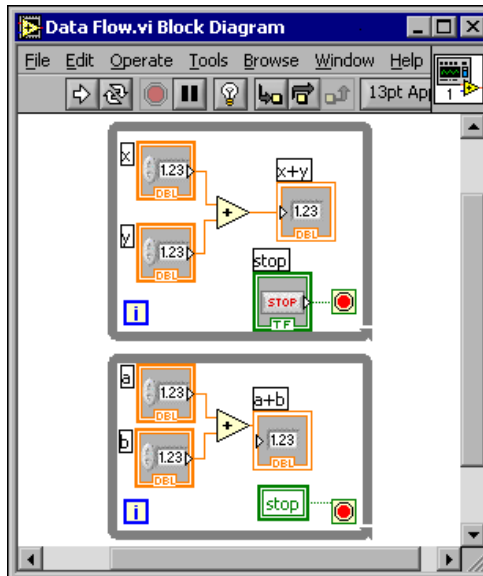 Data Flow.vi Block Diagram
File Edit Operate Tools Browse Window Help
13pt Ap
1
x
1.23
DBL
x+y
1.23
DBL
y
1.23
DBL
stop
STOP
TF
i
a
1.23
DBL
a+b
1.23
DBL
b
1.23
DBL
stop
i